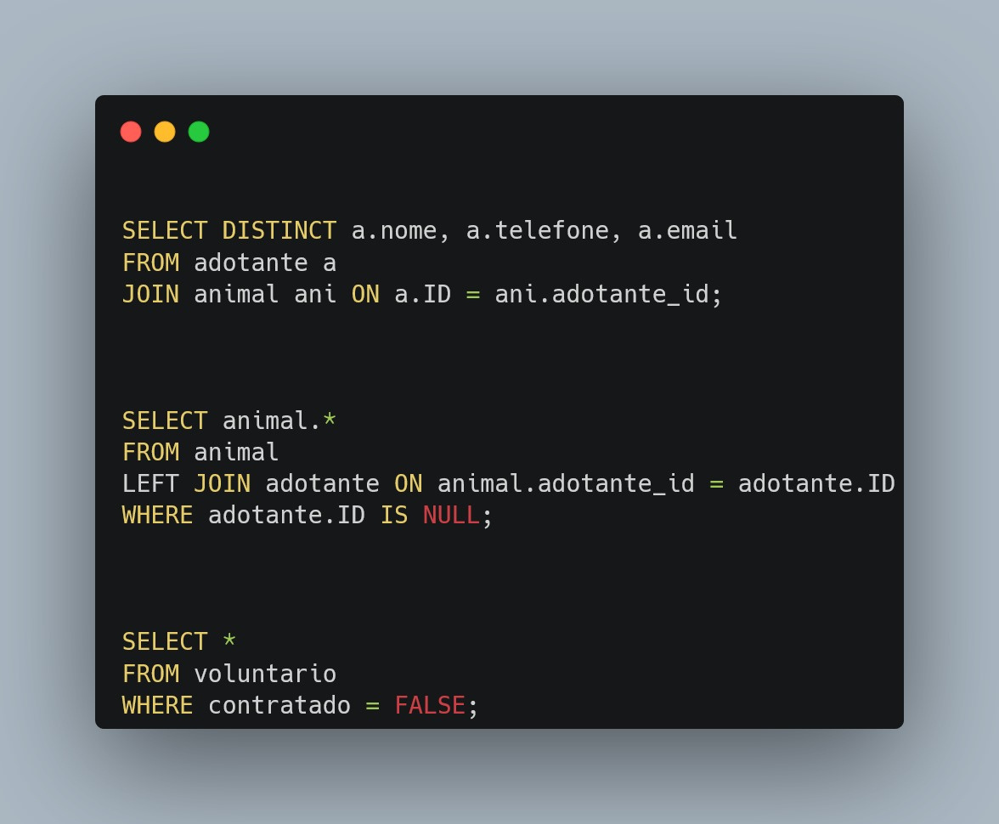 SELECT DISTINCT a.nome, a.telefone, a.email
FROM adotante a
JOIN animal ani ON a.ID = ani.adotante_id;
SELECT animal.*
FROM animal
LEFT JOIN adotante ON animal.adotante_id = adotante.ID
WHERE adotante.ID IS NULL;
SELECT *
FROM voluntario
WHERE contratado = FALSE;